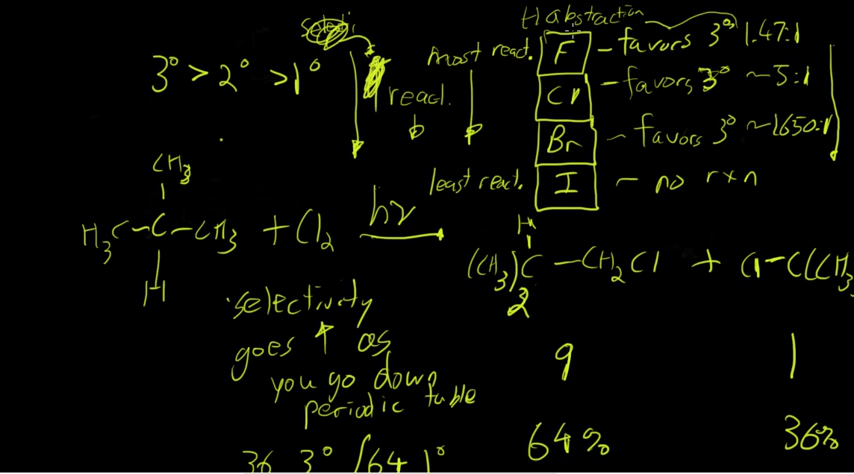 H abstraction
3° > 2° > 1°
react.
most react.
F – favors 3° 1.47:1
Cl – favors 3° ~5:1
Br – favors 3° ~1650:1
least react.
I – no rxn
CH3
H3C–C–CH3 + Cl2
H
hν
H
(CH3)2C–CH2Cl + Cl–C(CH3
selectivity
goes ↑ as
you go down
periodic table
9 1
64% 36%
36 3° / 64 1°